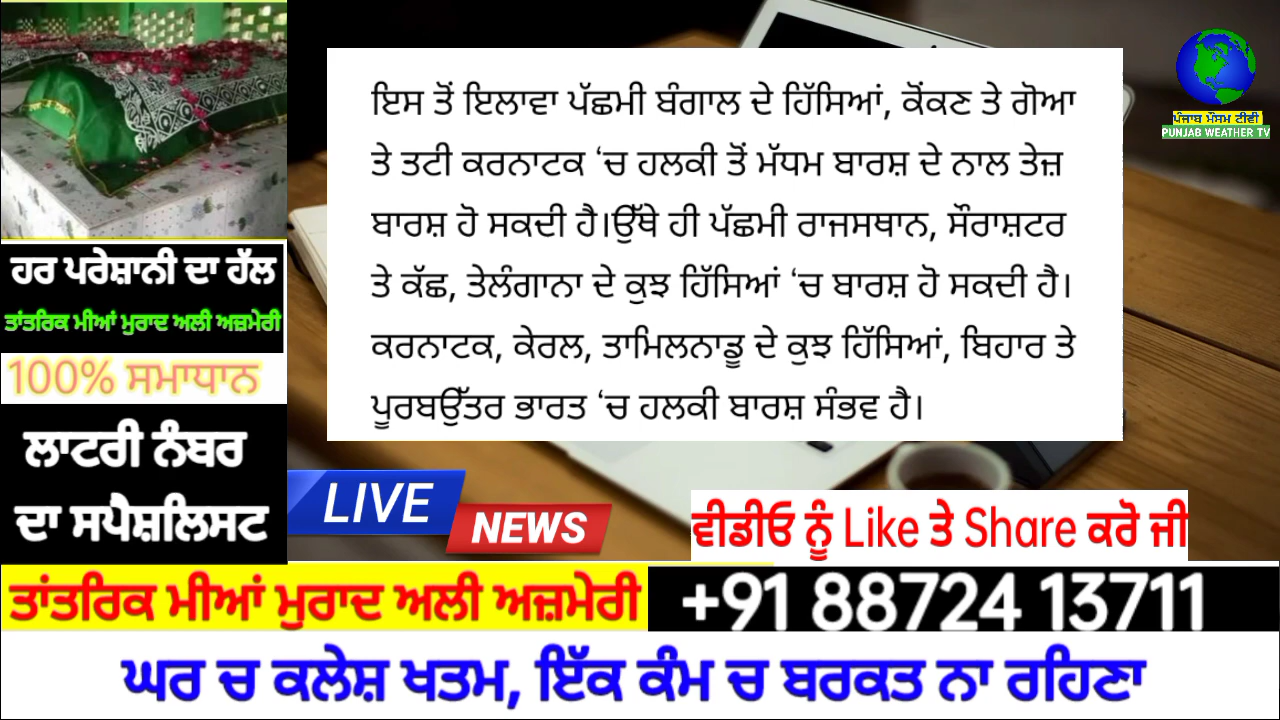 ਇਸ ਤੋਂ ਇਲਾਵਾ ਪੱਛਮੀ ਬੰਗਾਲ ਦੇ ਹਿੱਸਿਆਂ, ਕੋਂਕਣ ਤੇ ਗੋਆ
ਤੇ ਤਟੀ ਕਰਨਾਟਕ ‘ਚ ਹਲਕੀ ਤੋਂ ਮੱਧਮ ਬਾਰਸ਼ ਦੇ ਨਾਲ ਤੇਜ਼
ਬਾਰਸ਼ ਹੋ ਸਕਦੀ ਹੈ।ਉੱਥੇ ਹੀ ਪੱਛਮੀ ਰਾਜਸਥਾਨ, ਸੌਰਾਸ਼ਟਰ
ਤੇ ਕੱਛ, ਤੇਲੰਗਾਨਾ ਦੇ ਕੁਝ ਹਿੱਸਿਆਂ ‘ਚ ਬਾਰਸ਼ ਹੋ ਸਕਦੀ ਹੈ।
ਕਰਨਾਟਕ, ਕੇਰਲ, ਤਾਮਿਲਨਾਡੂ ਦੇ ਕੁਝ ਹਿੱਸਿਆਂ, ਬਿਹਾਰ ਤੇ
ਪੂਰਬਉੱਤਰ ਭਾਰਤ ‘ਚ ਹਲਕੀ ਬਾਰਸ਼ ਸੰਭਵ ਹੈ।
ਪੰਜਾਬ ਮੌਸਮ ਟੀਵੀ
PUNJAB WEATHER TV
ਹਰ ਪਰੇਸ਼ਾਨੀ ਦਾ ਹੱਲ
ਤਾਂਤਰਿਕ ਮੀਆਂ ਮੁਰਾਦ ਅਲੀ ਅਜ਼ਮੇਰੀ
100% ਸਮਾਧਾਨ
ਲਾਟਰੀ ਨੰਬਰ
ਦਾ ਸਪੈਸ਼ਲਿਸਟ
LIVE
NEWS
ਵੀਡੀਓ ਨੂੰ Like ਤੇ Share ਕਰੋ ਜੀ
ਤਾਂਤਰਿਕ ਮੀਆਂ ਮੁਰਾਦ ਅਲੀ ਅਜ਼ਮੇਰੀ
+91 88724 13711
ਘਰ ਚ ਕਲੇਸ਼ ਖਤਮ, ਇੱਕ ਕੰਮ ਚ ਬਰਕਤ ਨਾ ਰਹਿਣਾ